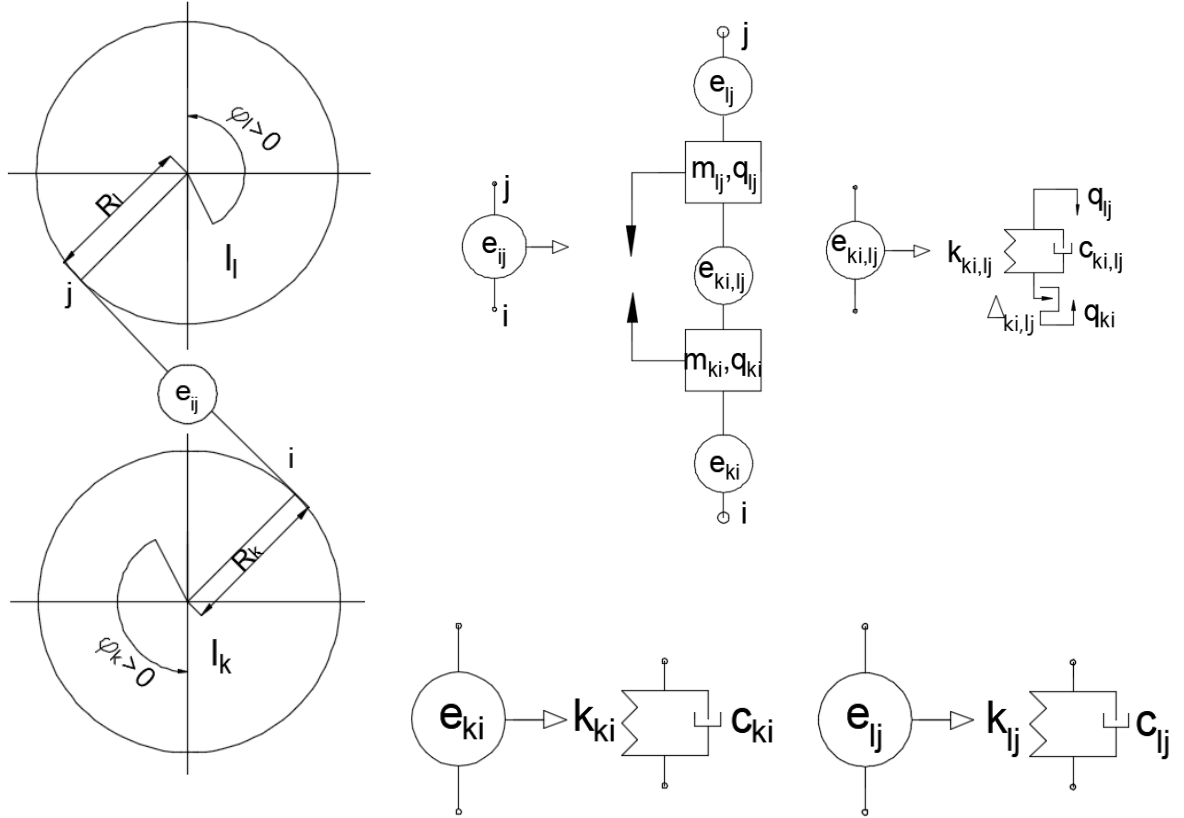 φl>0
Rl
Il
j
eij
i
Rk
φk>0
Ik
j
eij
i
j
elj
mlj,qlj
eki,lj
mki,qki
eki
i
eki,lj
qlj
kki,lj
cki,lj
Δki,lj
qki
eki
kki
cki
elj
klj
clj